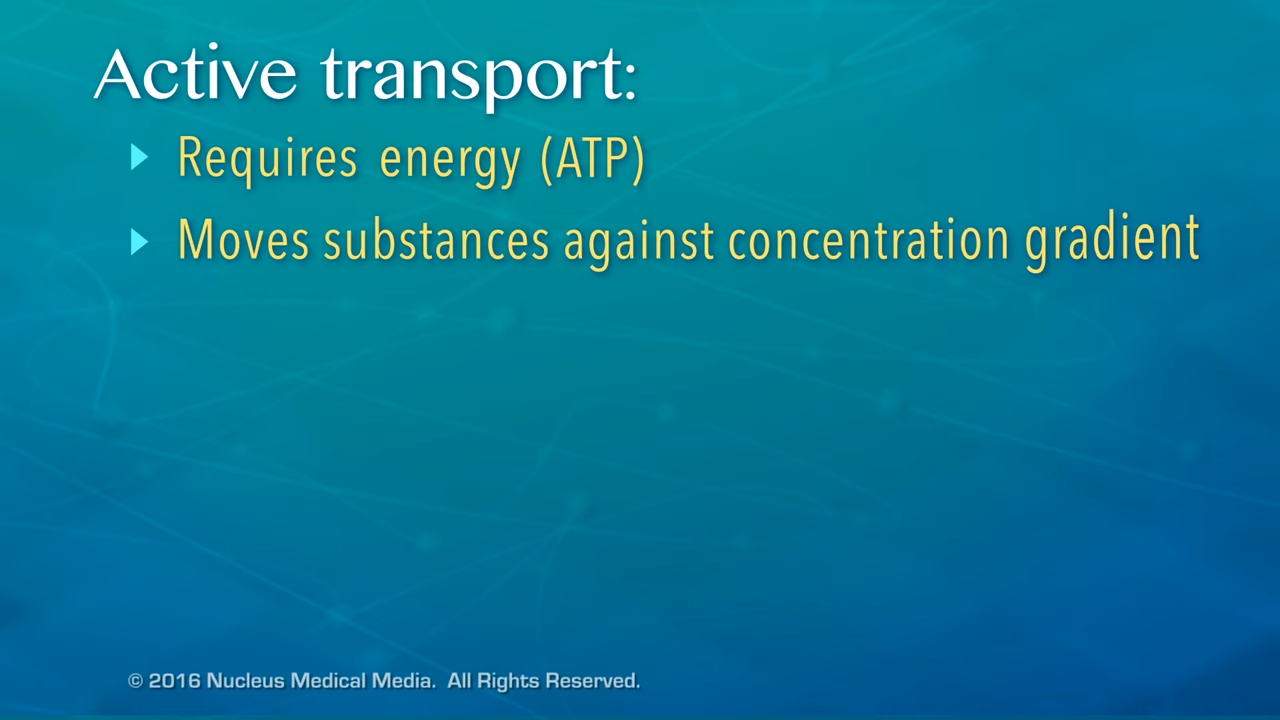 Active transport:
Requires energy (ATP)
Moves substances against concentration gradient
© 2016 Nucleus Medical Media. All Rights Reserved.